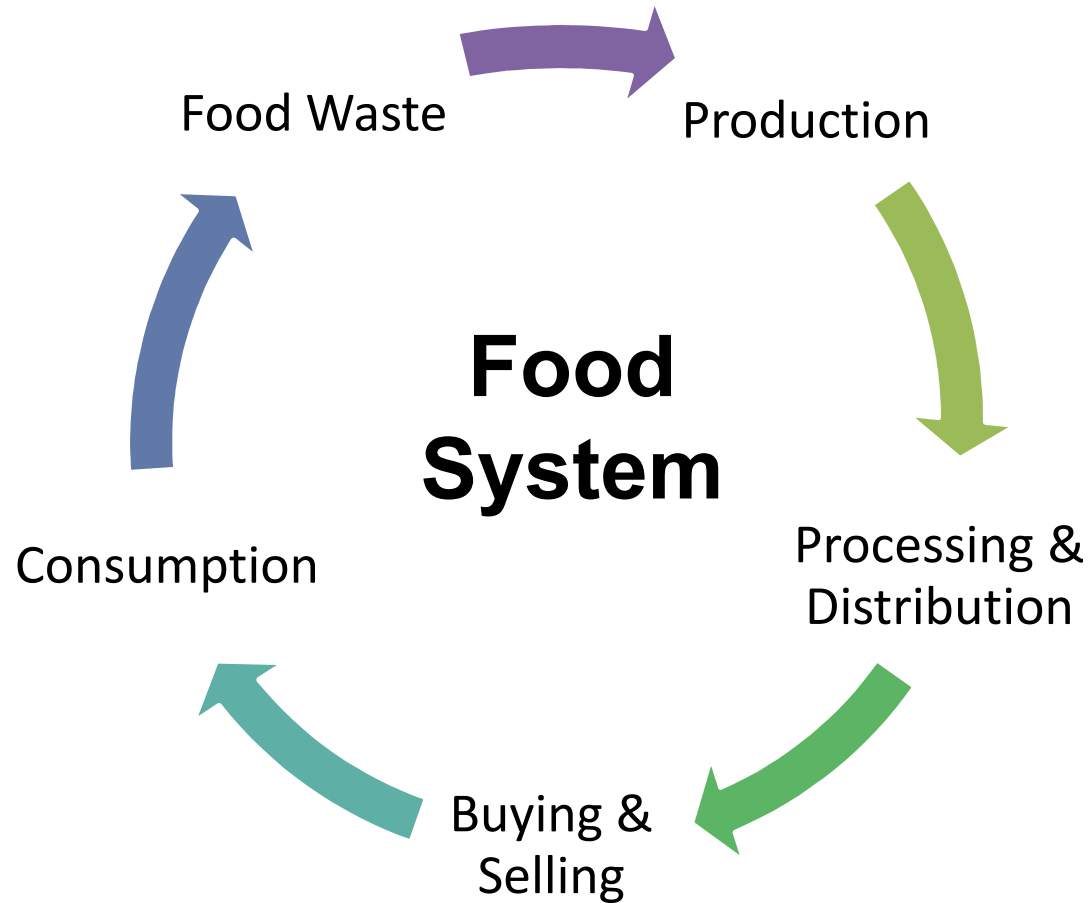 Food Waste
Production
Food
System
Processing &
Distribution
Consumption
Buying &
Selling